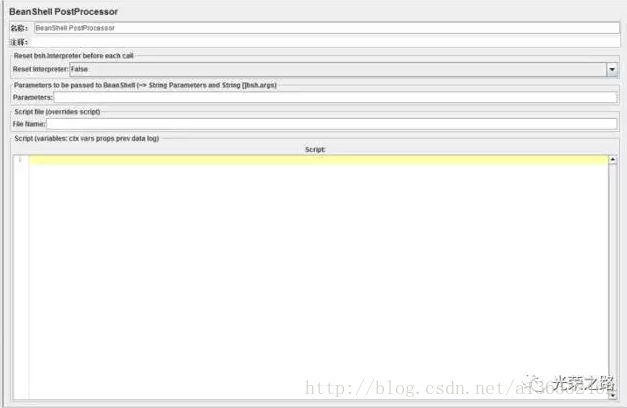 BeanShell PostProcessor
名称: BeanShell PostProcessor
注释:
Reset bsh.Interpreter before each call
Reset Interpreter: False
Parameters to be passed to BeanShell (=> String Parameters and String []bsh.args)
Parameters:
Script file (overrides script)
File Name:
Script (variables: ctx vars props prev data log)
Script:
1
光荣之路
http://blog.csdn.net/